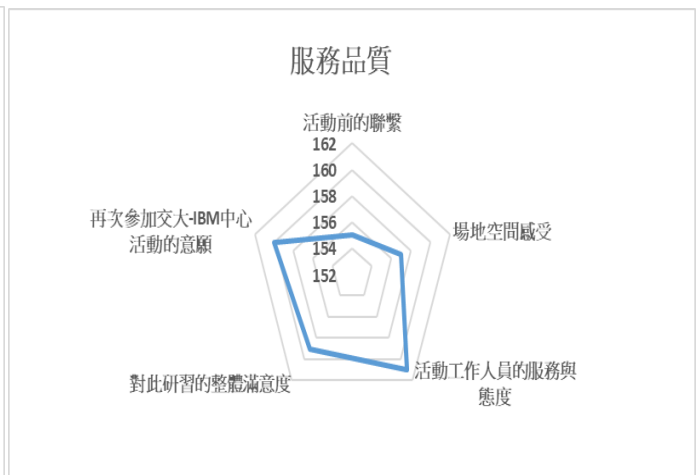 服務品質
活動前的聯繫
162
160
158
156
154
152
再次參加交大-IBM中心
活動的意願
場地空間感受
對此研習的整體滿意度
活動工作人員的服務與
態度